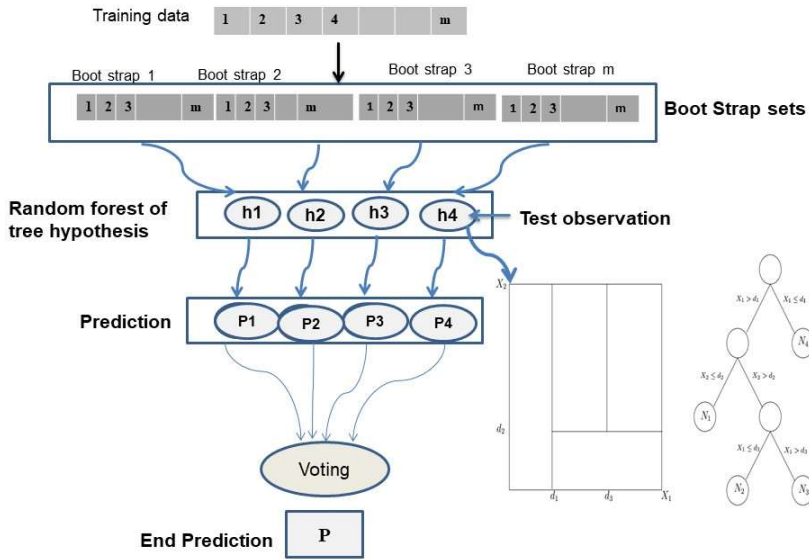 Training data
1 2 3 4 m
Boot strap 1 Boot strap 2 Boot strap 3 Boot strap m
1 2 3 m 1 2 3 m 1 2 3 m 1 2 3 m
Boot Strap sets
Random forest of
tree hypothesis
h1 h2 h3 h4
Test observation
Prediction
P1 P2 P3 P4
Voting
End Prediction
P
X₂
d₂
d₁ d₃ X₁
X₁ > d₁ X₁ ≤ d₁
N₄
X₂ ≤ d₂ X₂ > d₂
N₁
X₁ ≤ d₃ X₁ > d₃
N₂ N₃